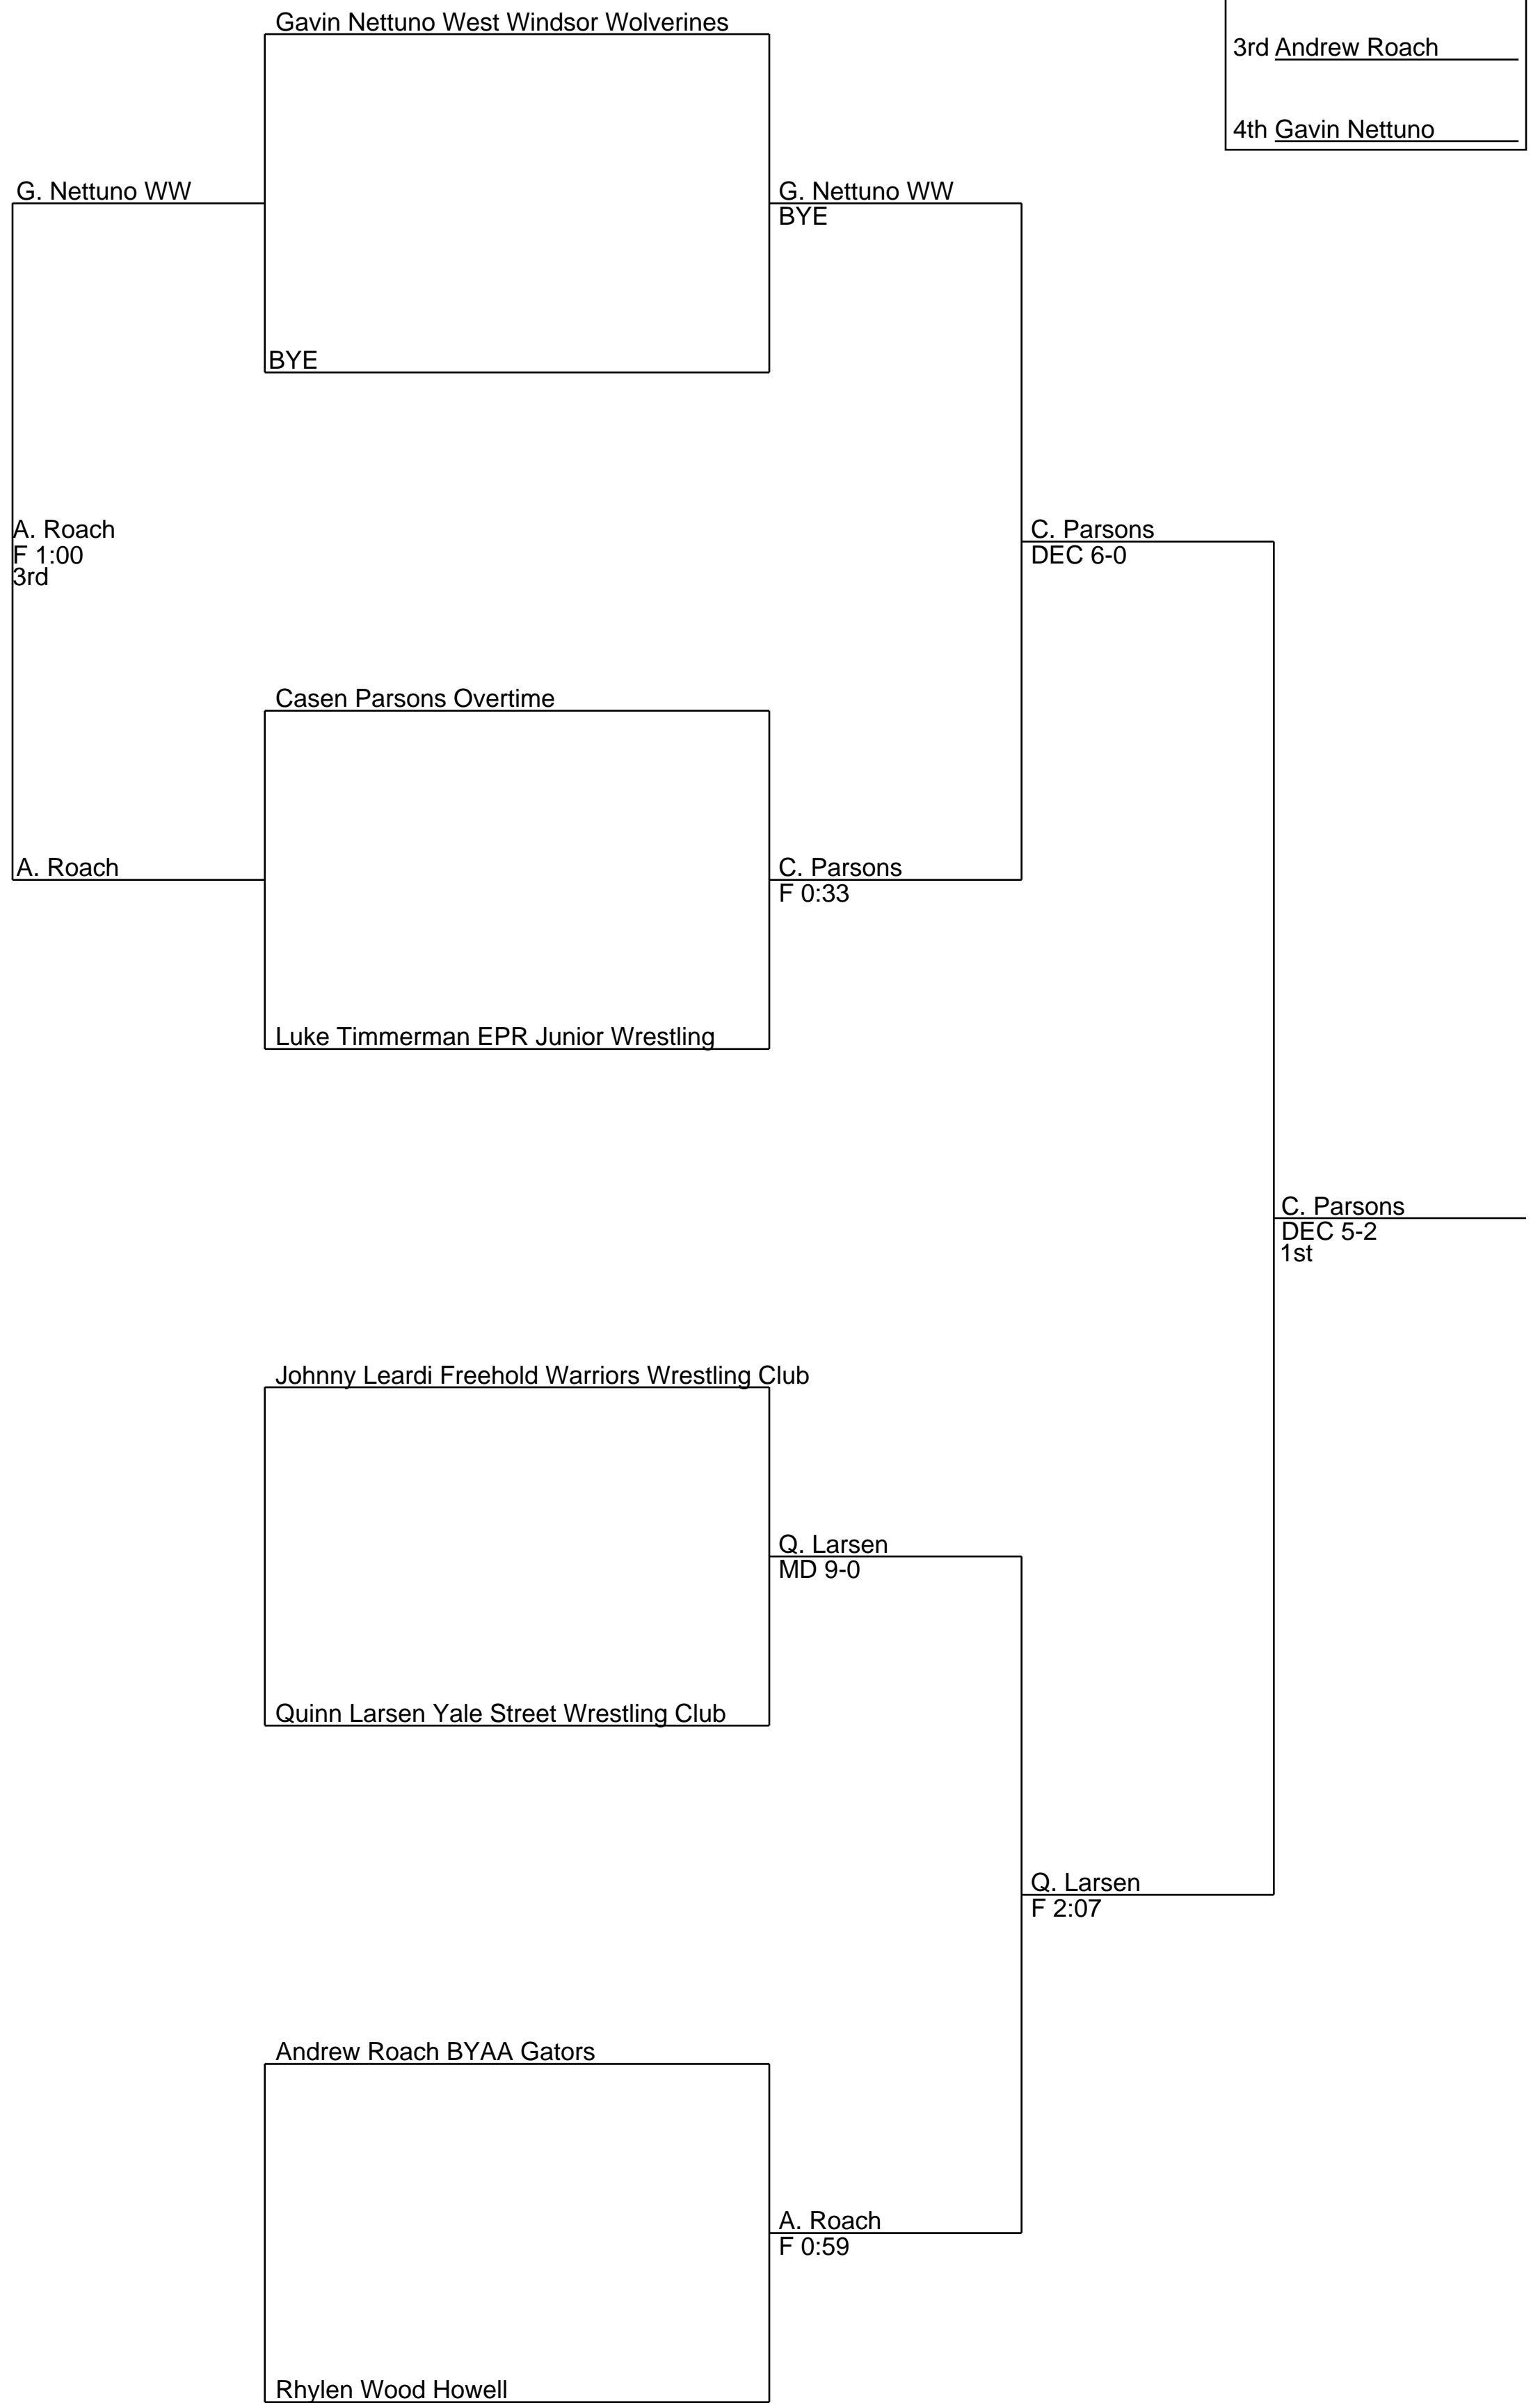 Gavin Nettuno West Windsor Wolverines
3rd Andrew Roach
4th Gavin Nettuno
G. Nettuno WW
G. Nettuno WW
BYE
BYE
A. Roach
F 1:00
3rd
C. Parsons
DEC 6-0
Casen Parsons Overtime
A. Roach
C. Parsons
F 0:33
Luke Timmerman EPR Junior Wrestling
C. Parsons
DEC 5-2
1st
Johnny Leardi Freehold Warriors Wrestling Club
Q. Larsen
MD 9-0
Quinn Larsen Yale Street Wrestling Club
Q. Larsen
F 2:07
Andrew Roach BYAA Gators
A. Roach
F 0:59
Rhylen Wood Howell